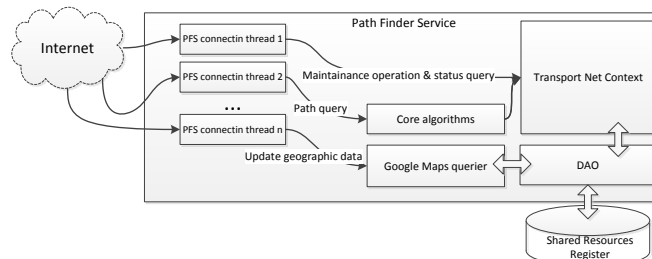 Path Finder Service
Internet
PFS connectin thread 1
PFS connectin thread 2
...
PFS connectin thread n
Maintainance operation & status query
Path query
Update geographic data
Core algorithms
Google Maps querier
Transport Net Context
DAO
Shared Resources
Register